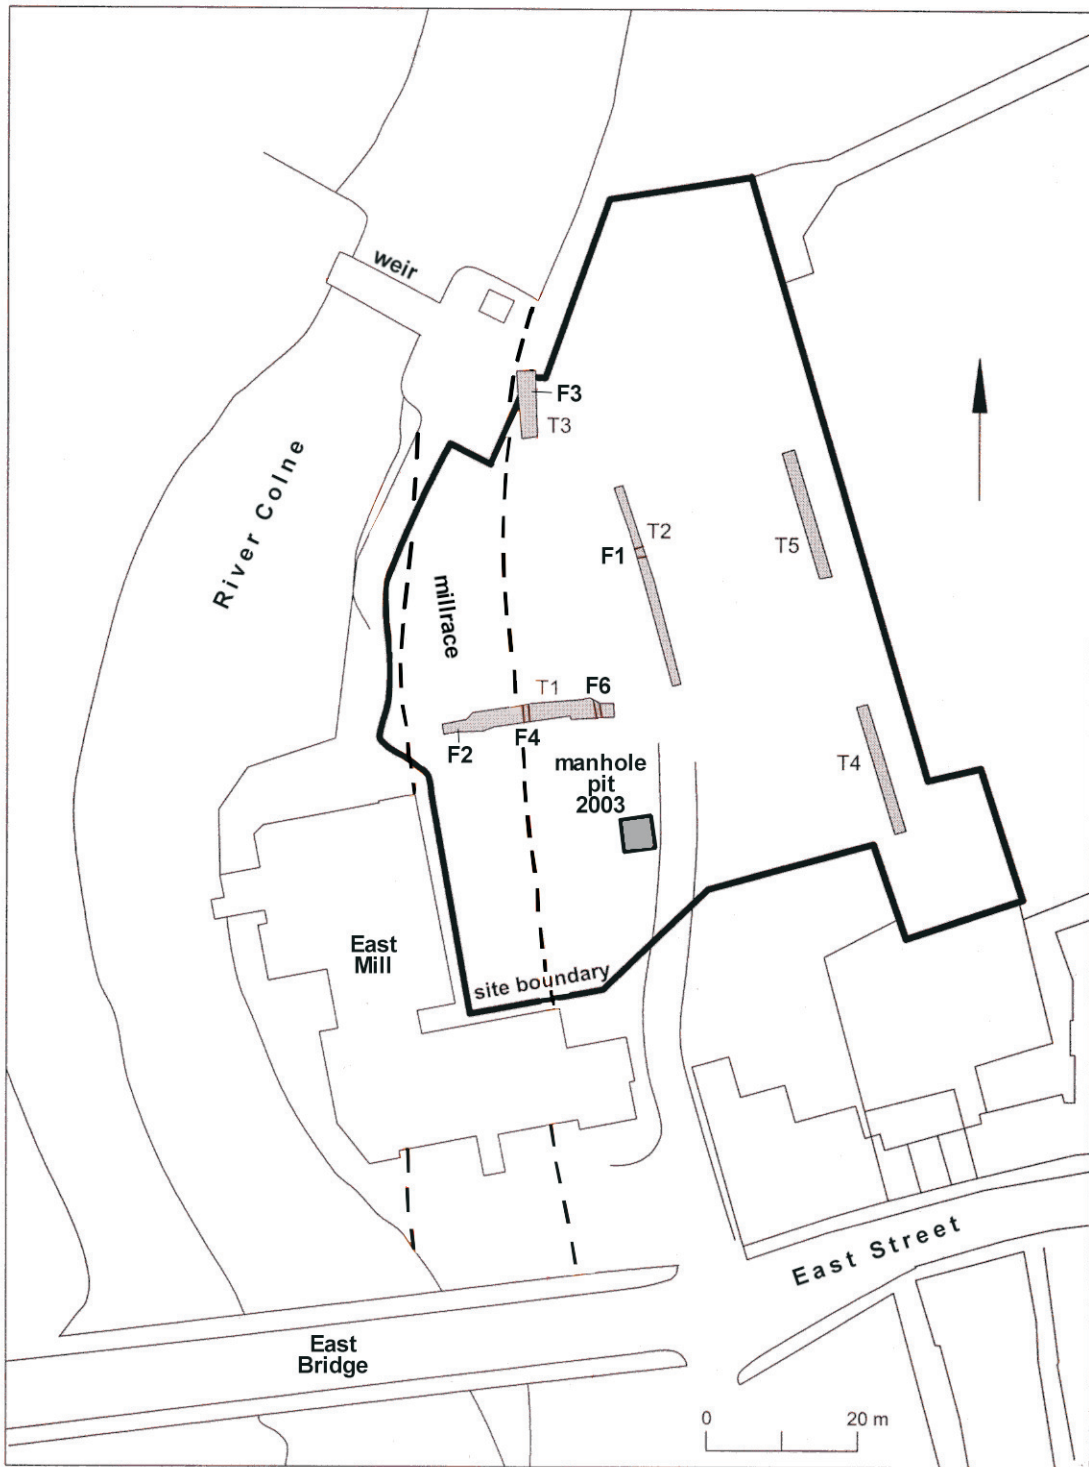 weir
F3
T3
River Colne
T2
F1
T5
millrace
T1
F6
F2
F4
manhole
pit
2003
T4
East
Mill
site boundary
East Street
East
Bridge
0
20 m